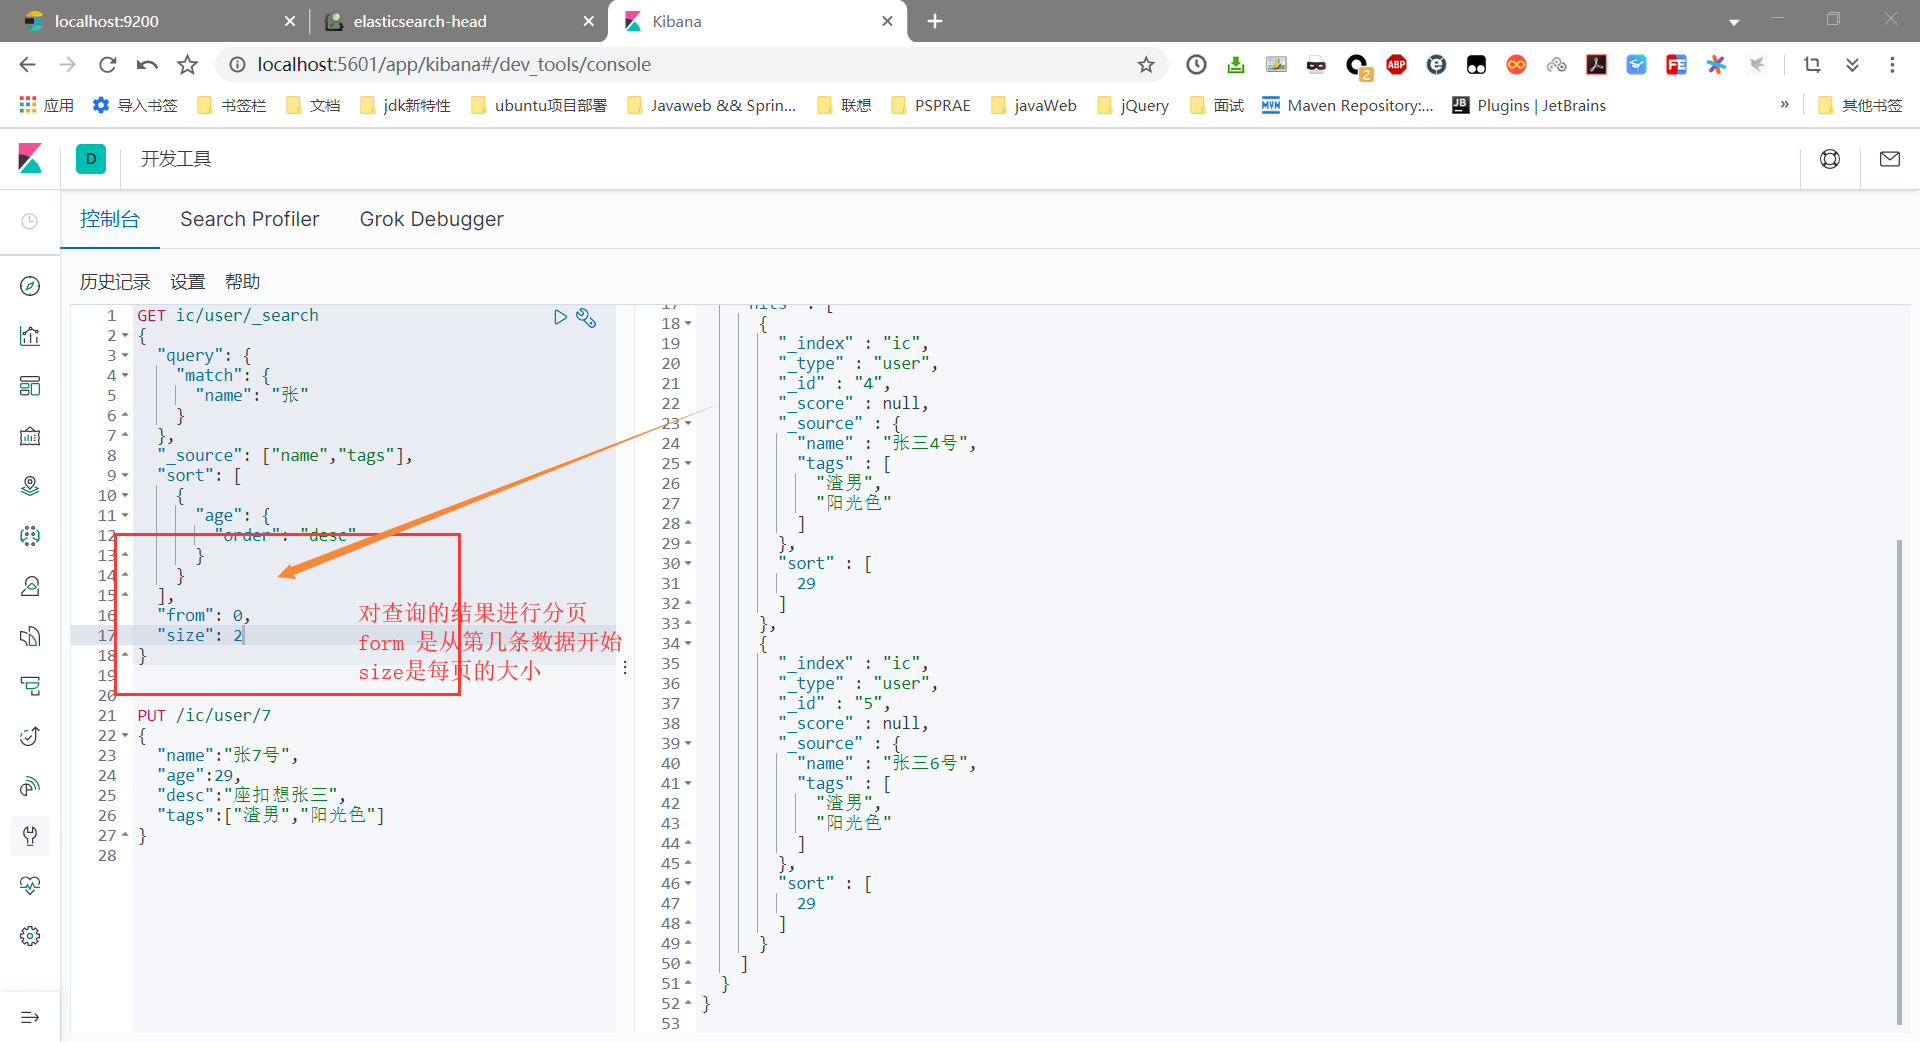 localhost:9200
elasticsearch-head
Kibana
localhost:5601/app/kibana#/dev_tools/console
ABP
2
FE
应用
导入书签
书签栏
文档
jdk新特性
ubuntu项目部署
Javaweb && Sprin...
联想
PSPRAE
javaWeb
jQuery
面试
MVN
Maven Repository:...
JB
Plugins | JetBrains
»
其他书签
D
开发工具
控制台
Search Profiler
Grok Debugger
历史记录
设置
帮助
1 GET ic/user/_search
2 {
3 "query": {
4 "match": {
5 "name": "张"
6 }
7 },
8 "_source": ["name","tags"],
9 "sort": [
10 {
11 "age": {
12 "order": "desc"
13 }
14 }
15 ],
16 "from": 0,
17 "size": 2
18 }
19
20
21 PUT /ic/user/7
22 {
23 "name":"张7号",
24 "age":29,
25 "desc":"座扣想张三",
26 "tags":["渣男","阳光色"]
27 }
28
对查询的结果进行分页
form 是从第几条数据开始
size是每页的大小
17 "hits" : [
18 {
19 "_index" : "ic",
20 "_type" : "user",
21 "_id" : "4",
22 "_score" : null,
23 "_source" : {
24 "name" : "张三4号",
25 "tags" : [
26 "渣男",
27 "阳光色"
28 ]
29 },
30 "sort" : [
31 29
32 ]
33 },
34 {
35 "_index" : "ic",
36 "_type" : "user",
37 "_id" : "5",
38 "_score" : null,
39 "_source" : {
40 "name" : "张三6号",
41 "tags" : [
42 "渣男",
43 "阳光色"
44 ]
45 },
46 "sort" : [
47 29
48 ]
49 }
50 ]
51 }
52 }
53